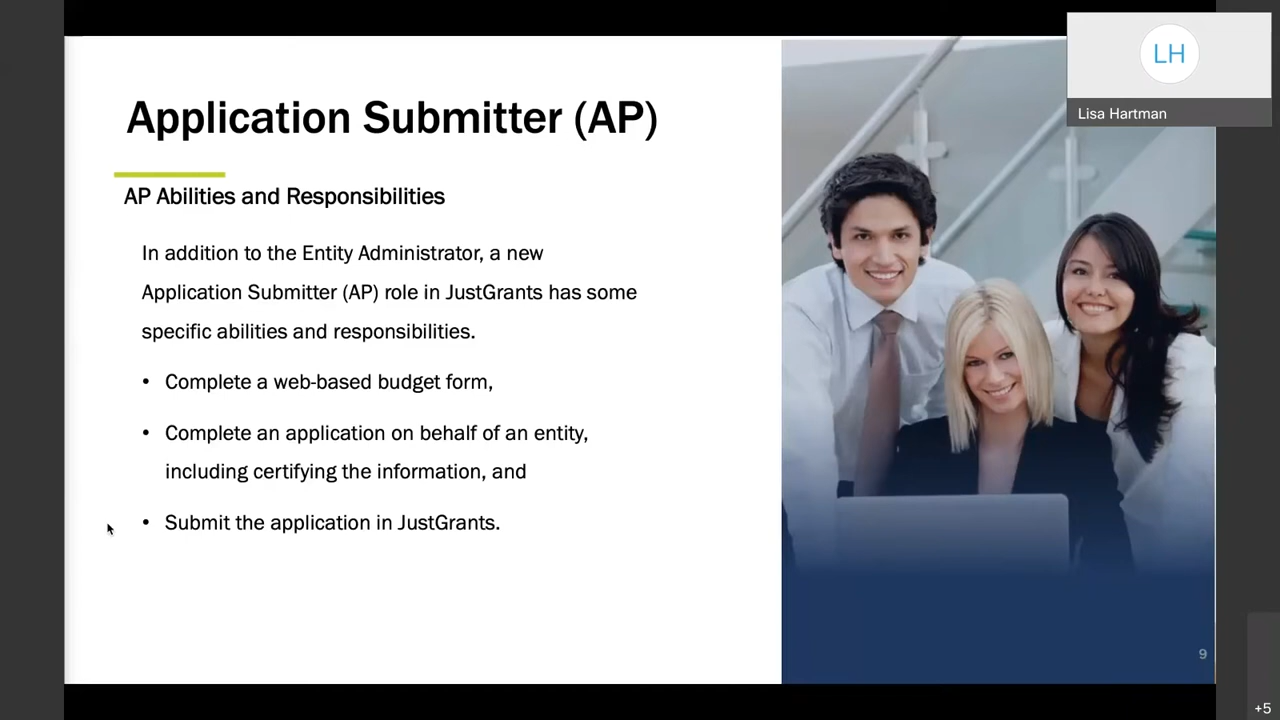 LH
Lisa Hartman
Application Submitter (AP)
AP Abilities and Responsibilities
In addition to the Entity Administrator, a new
Application Submitter (AP) role in JustGrants has some
specific abilities and responsibilities.
• Complete a web-based budget form,
• Complete an application on behalf of an entity,
including certifying the information, and
• Submit the application in JustGrants.
9
+5